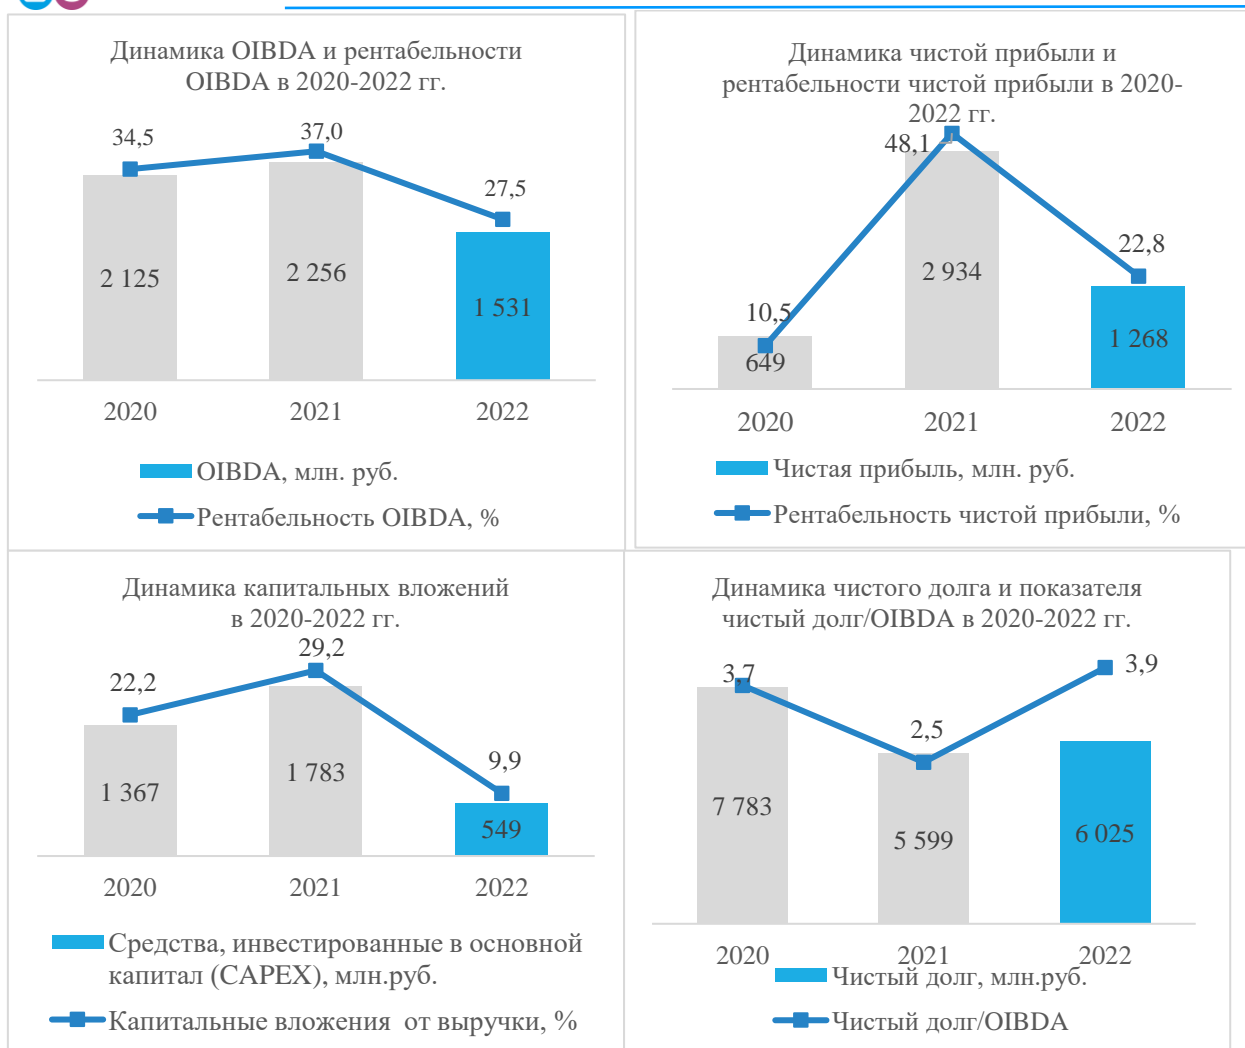 Динамика OIBDA и рентабельности
OIBDA в 2020-2022 гг.
34,5
37,0
27,5
2 125
2 256
1 531
2020
2021
2022
OIBDA, млн. руб.
Рентабельность OIBDA, %
Динамика чистой прибыли и
рентабельности чистой прибыли в 2020-
2022 гг.
10,5
48,1
22,8
649
2 934
1 268
2020
2021
2022
Чистая прибыль, млн. руб.
Рентабельность чистой прибыли, %
Динамика капитальных вложений
в 2020-2022 гг.
22,2
29,2
9,9
1 367
1 783
549
2020
2021
2022
Средства, инвестированные в основной
капитал (CAPEX), млн.руб.
Капитальные вложения от выручки, %
Динамика чистого долга и показателя
чистый долг/OIBDA в 2020-2022 гг.
3,7
2,5
3,9
7 783
5 599
6 025
2020
2021
2022
Чистый долг, млн.руб.
Чистый долг/OIBDA